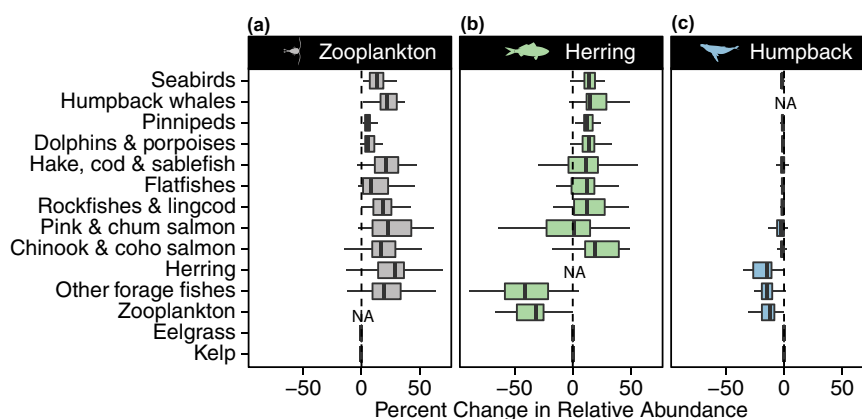 (a) (b) (c)
Zooplankton Herring Humpback
Seabirds
Humpback whales NA
Pinnipeds
Dolphins & porpoises
Hake, cod & sablefish
Flatfishes
Rockfishes & lingcod
Pink & chum salmon
Chinook & coho salmon
Herring NA
Other forage fishes
Zooplankton NA
Eelgrass
Kelp
−50 0 50 −50 0 50 −50 0 50
Percent Change in Relative Abundance